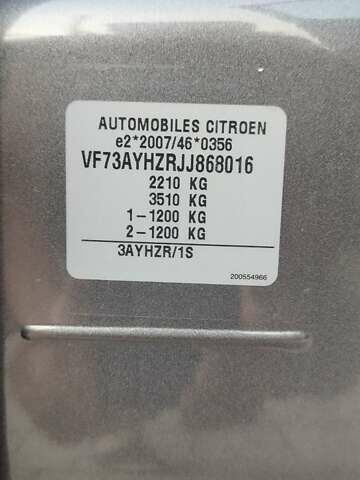 AUTOMOBILES CITROEN
e2*2007/46*0356
VF73AYHZRJJ868016
2210 KG
3510 KG
1-1200 KG
2-1200 KG
3AYHZR/1S
200554966